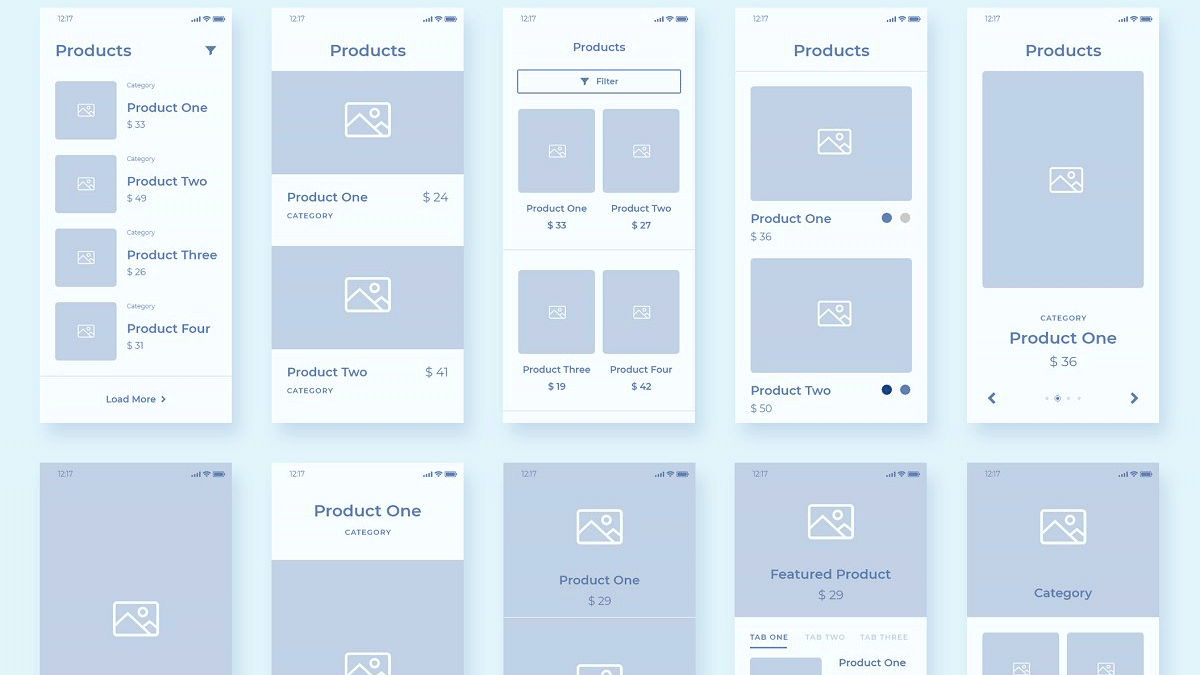 12:17
Products
Category
Product One
$ 33
Category
Product Two
$ 49
Category
Product Three
$ 26
Category
Product Four
$ 31
Load More
12:17
Products
Product One
$ 24
CATEGORY
Product Two
$ 41
CATEGORY
12:17
Products
Filter
Product One
Product Two
$ 33
$ 27
Product Three
Product Four
$ 19
$ 42
12:17
Products
Product One
$ 36
Product Two
$ 50
12:17
Products
CATEGORY
Product One
$ 36
12:17
12:17
Product One
CATEGORY
12:17
Product One
$ 29
12:17
Featured Product
$ 29
TAB ONE TAB TWO TAB THREE
Product One
12:17
Category